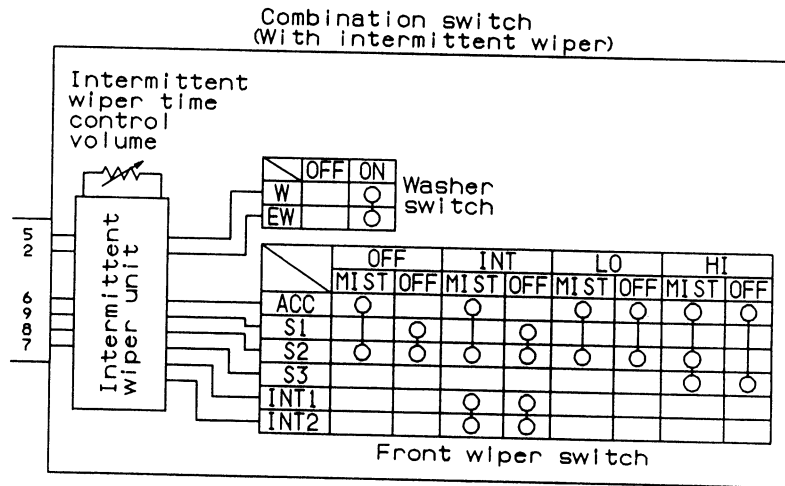 Combination switch
(With intermittent wiper)
Intermittent
wiper time
control
volume
OFF ON
W
EW
Washer
switch
5
2
6
9
8
7
Intermittent
wiper unit
OFF INT LO HI
MIST OFF MIST OFF MIST OFF MIST OFF
ACC
S1
S2
S3
INT1
INT2
Front wiper switch